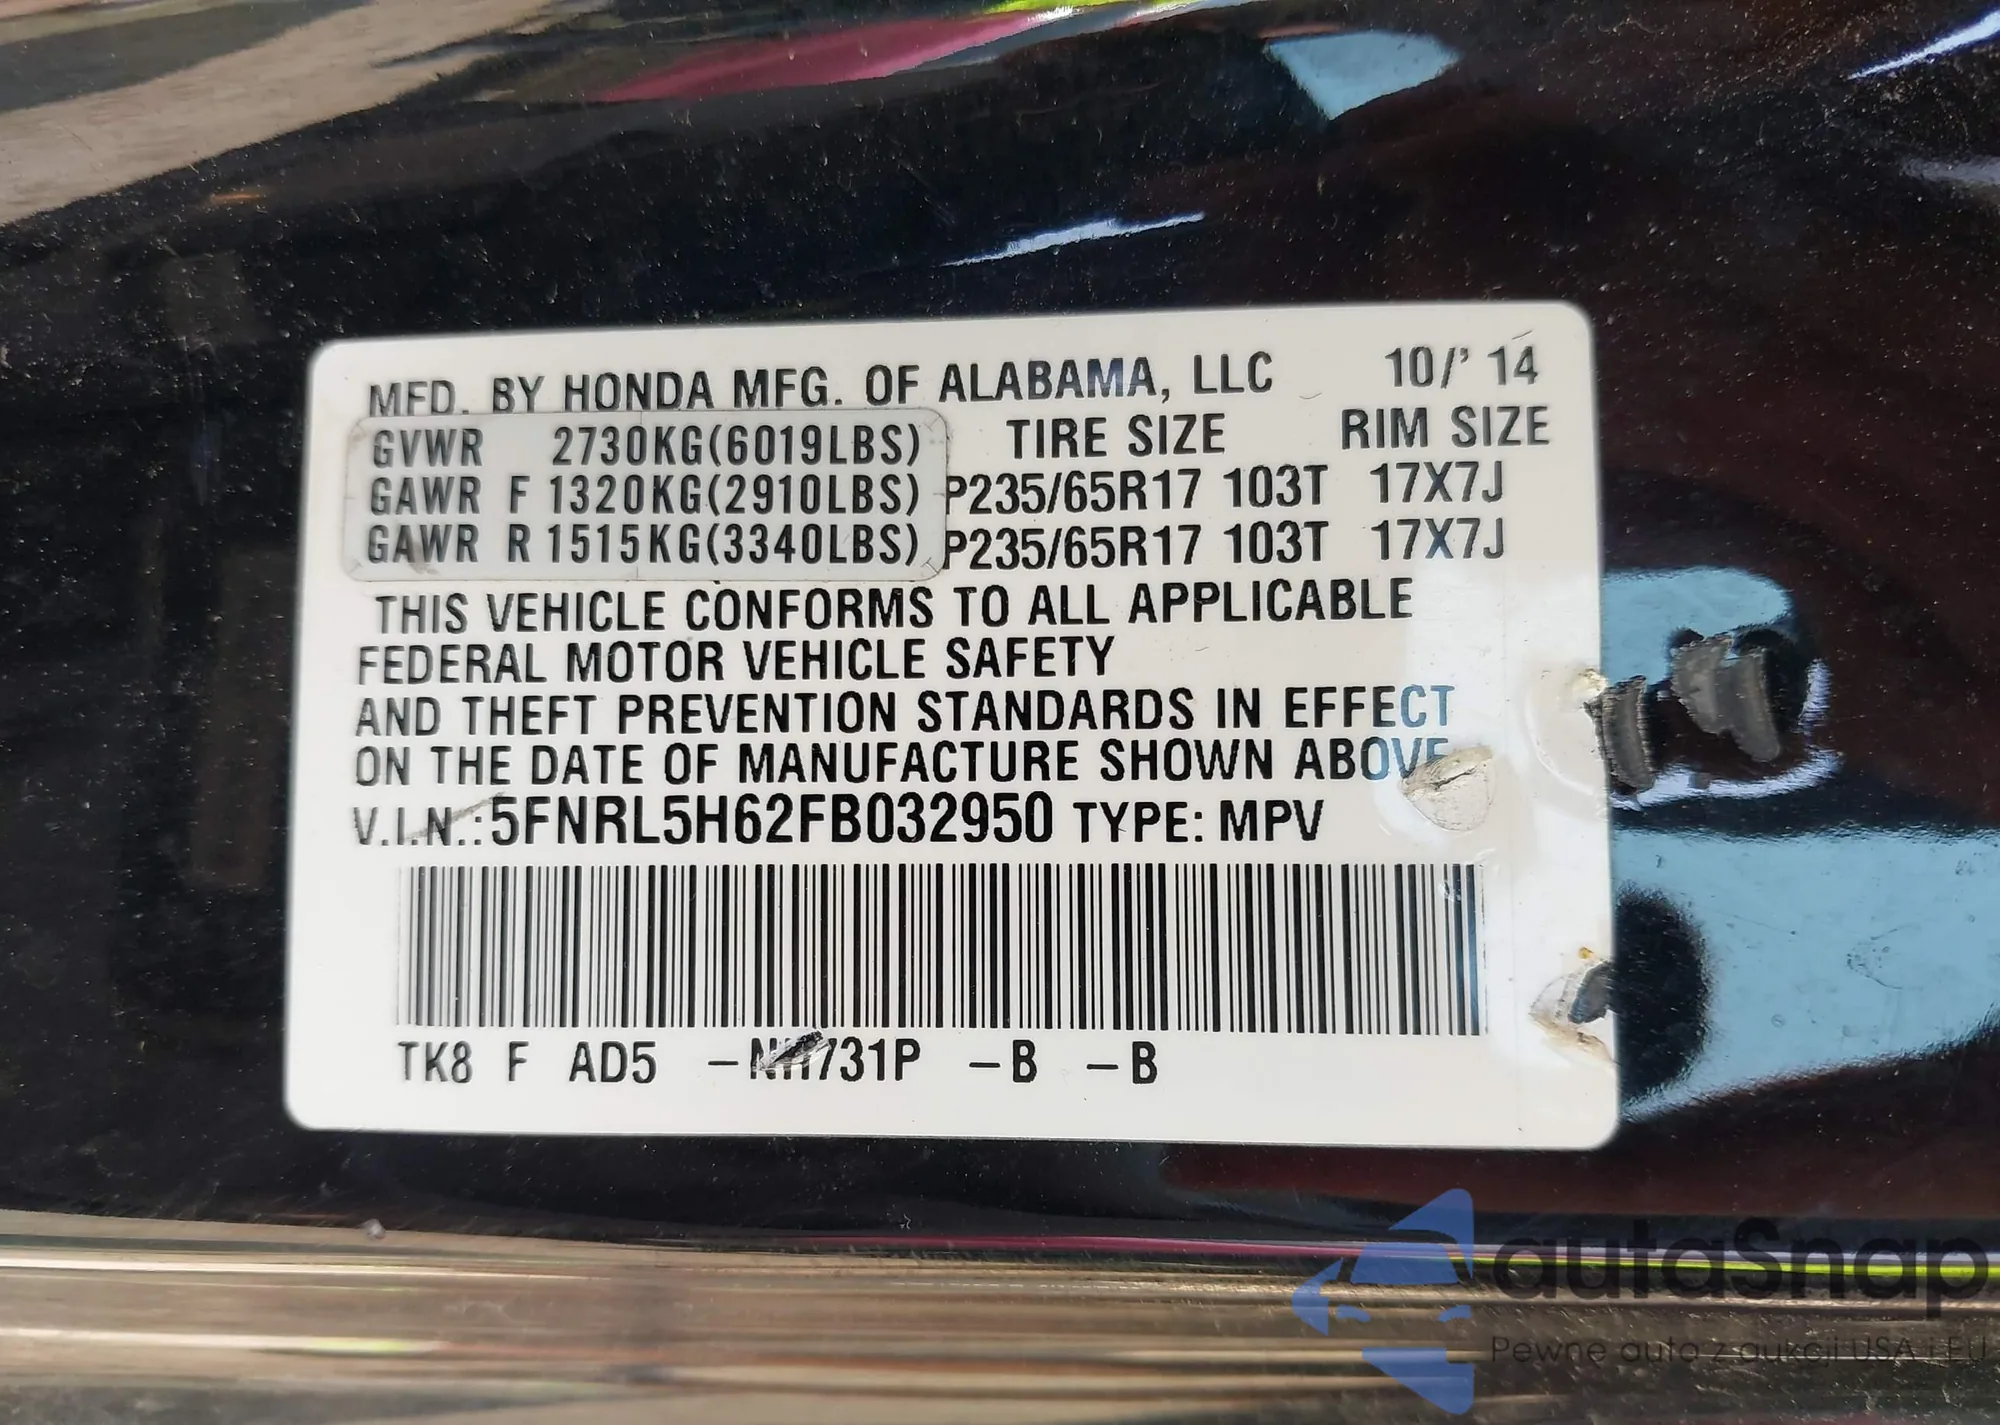 MFD. BY HONDA MFG. OF ALABAMA, LLC 10/' 14
GVWR 2730KG(6019LBS) TIRE SIZE RIM SIZE
GAWR F 1320KG(2910LBS) P235/65R17 103T 17X7J
GAWR R 1515KG(3340LBS) P235/65R17 103T 17X7J
THIS VEHICLE CONFORMS TO ALL APPLICABLE
FEDERAL MOTOR VEHICLE SAFETY
AND THEFT PREVENTION STANDARDS IN EFFECT
ON THE DATE OF MANUFACTURE SHOWN ABOVE
V.I.N.:5FNRL5H62FB032950 TYPE: MPV
TK8 F AD5 –NH731P –B –B
autaSnap
Pewne auta z aukcji USA i EU